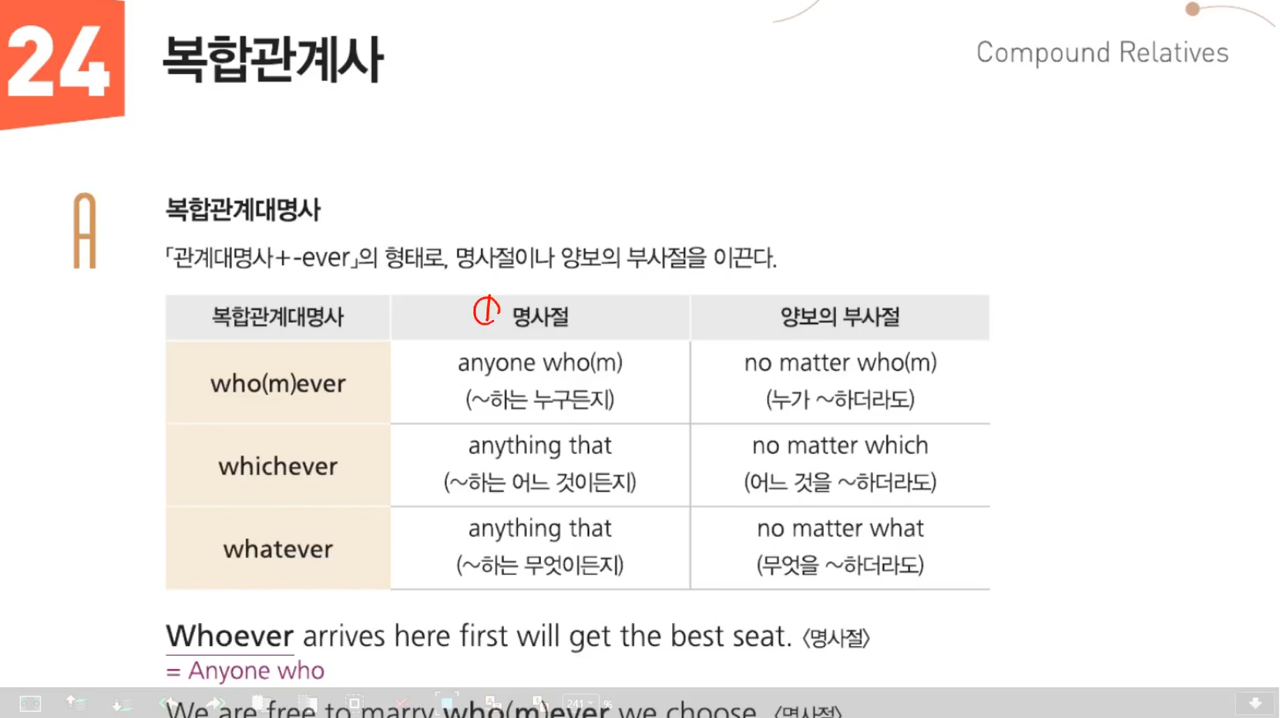 24
복합관계사
Compound Relatives
A
복합관계대명사
「관계대명사+-ever」의 형태로, 명사절이나 양보의 부사절을 이끈다.
복합관계대명사
① 명사절
양보의 부사절
who(m)ever
anyone who(m)
(~하는 누구든지)
no matter who(m)
(누가 ~하더라도)
whichever
anything that
(~하는 어느 것이든지)
no matter which
(어느 것을 ~하더라도)
whatever
anything that
(~하는 무엇이든지)
no matter what
(무엇을 ~하더라도)
Whoever arrives here first will get the best seat. 〈명사절〉
= Anyone who
We are free to marry who(m)ever we choose. 〈명사절〉
241 %